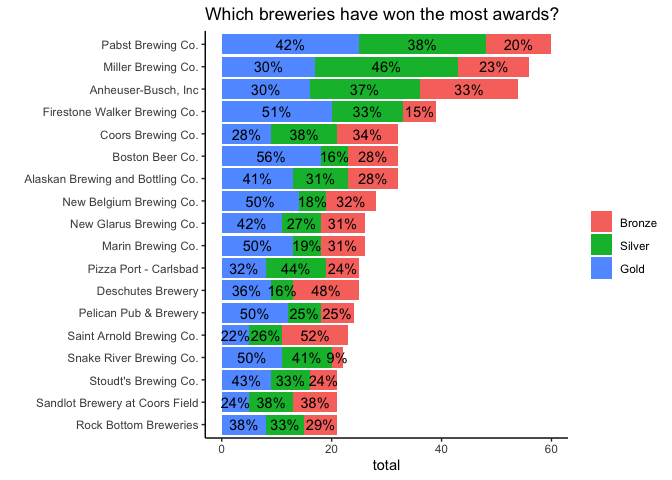 Which breweries have won the most awards?
Pabst Brewing Co. 42% 38% 20%
Miller Brewing Co. 30% 46% 23%
Anheuser-Busch, Inc 30% 37% 33%
Firestone Walker Brewing Co. 51% 33% 15%
Coors Brewing Co. 28% 38% 34%
Boston Beer Co. 56% 16% 28%
Alaskan Brewing and Bottling Co. 41% 31% 28%
New Belgium Brewing Co. 50% 18% 32%
New Glarus Brewing Co. 42% 27% 31%
Marin Brewing Co. 50% 19% 31%
Pizza Port - Carlsbad 32% 44% 24%
Deschutes Brewery 36% 16% 48%
Pelican Pub & Brewery 50% 25% 25%
Saint Arnold Brewing Co. 22% 26% 52%
Snake River Brewing Co. 50% 41% 9%
Stoudt's Brewing Co. 43% 33% 24%
Sandlot Brewery at Coors Field 24% 38% 38%
Rock Bottom Breweries 38% 33% 29%
0 20 40 60
total
Bronze
Silver
Gold